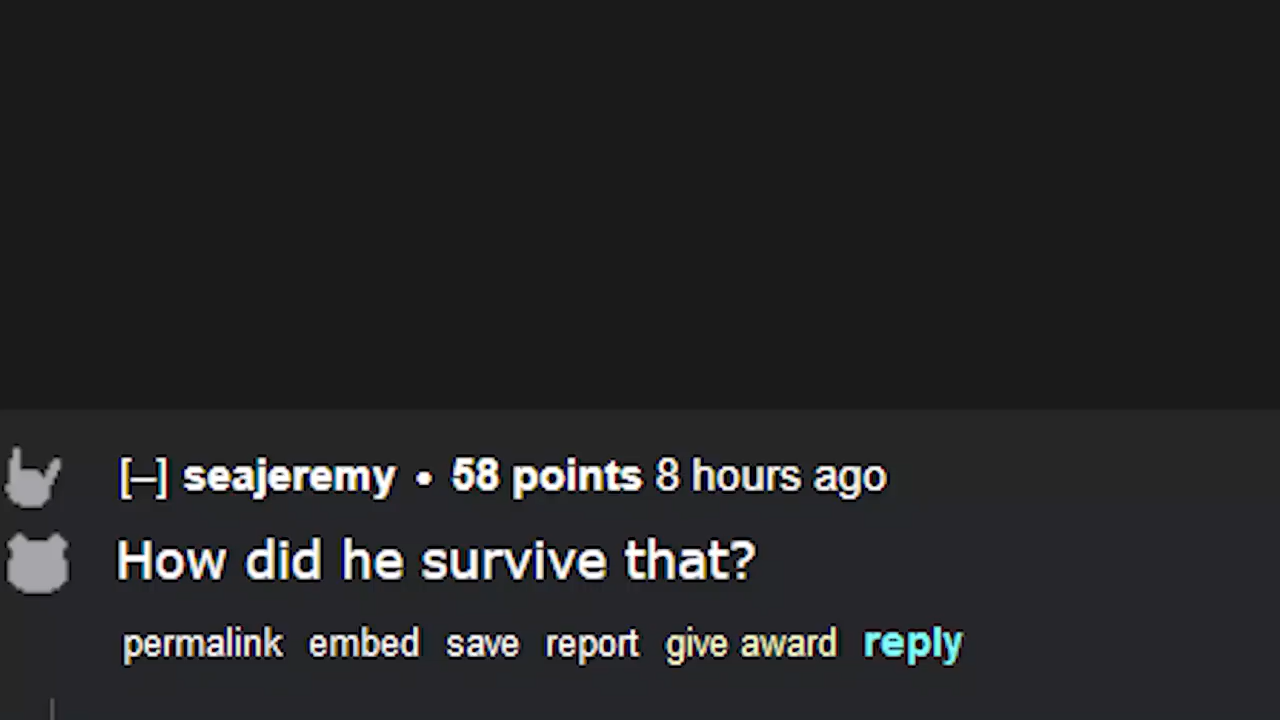 [–] seajeremy • 58 points 8 hours ago
How did he survive that?
permalink embed save report give award reply